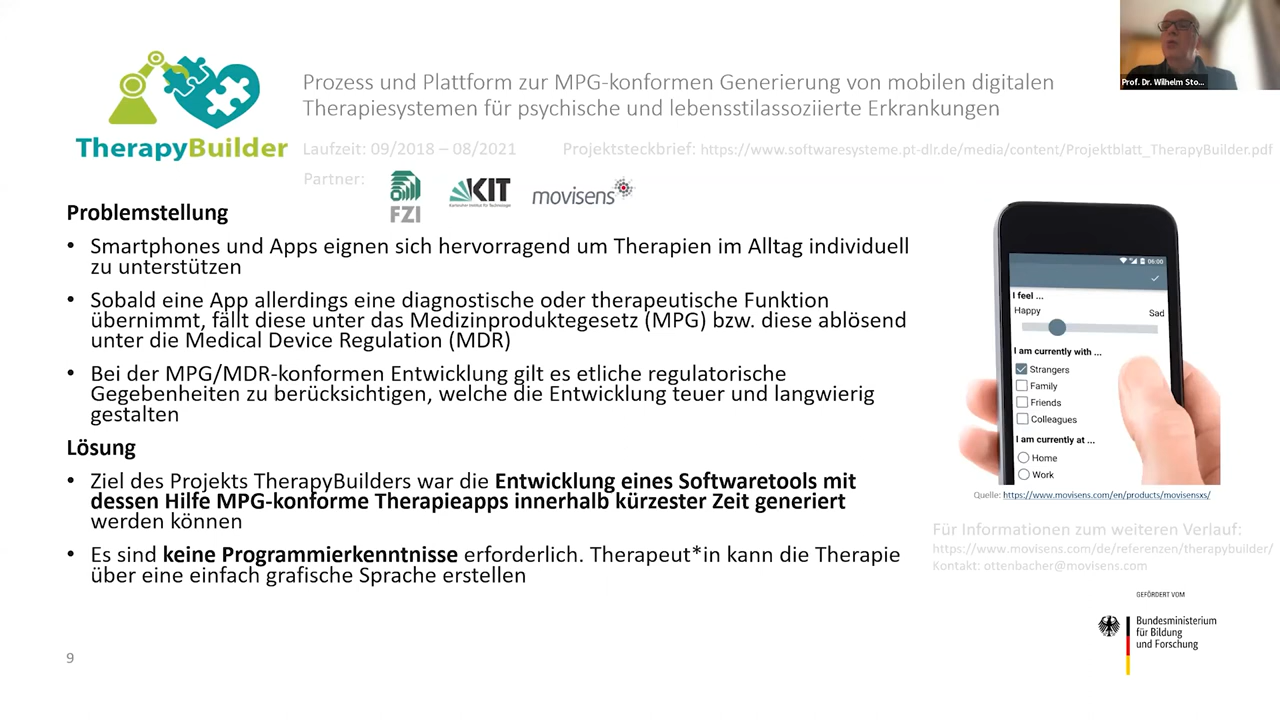 Prof. Dr. Wilhelm Sto...
TherapyBuilder
Prozess und Plattform zur MPG-konformen Generierung von mobilen digitalen
Therapiesystemen für psychische und lebensstilassoziierte Erkrankungen
Laufzeit: 09/2018 – 08/2021 Projektsteckbrief: https://www.softwaresysteme.pt-dlr.de/media/content/Projektblatt_TherapyBuilder.pdf
Partner:
FZI
KIT
Karlsruher Institut für Technologie
movisens
Problemstellung
• Smartphones und Apps eignen sich hervorragend um Therapien im Alltag individuell
zu unterstützen
• Sobald eine App allerdings eine diagnostische oder therapeutische Funktion
übernimmt, fällt diese unter das Medizinproduktegesetz (MPG) bzw. diese ablösend
unter die Medical Device Regulation (MDR)
• Bei der MPG/MDR-konformen Entwicklung gilt es etliche regulatorische
Gegebenheiten zu berücksichtigen, welche die Entwicklung teuer und langwierig
gestalten
Lösung
• Ziel des Projekts TherapyBuilders war die Entwicklung eines Softwaretools mit
dessen Hilfe MPG-konforme Therapieapps innerhalb kürzester Zeit generiert
werden können
• Es sind keine Programmierkenntnisse erforderlich. Therapeut*in kann die Therapie
über eine einfach grafische Sprache erstellen
06:00
I feel ...
Happy Sad
I am currently with ...
Strangers
Family
Friends
Colleagues
I am currently at ...
Home
Work
Quelle: https://www.movisens.com/en/products/movisensxs/
Für Informationen zum weiteren Verlauf:
https://www.movisens.com/de/referenzen/therapybuilder/
Kontakt: ottenbacher@movisens.com
GEFÖRDERT VOM
Bundesministerium
für Bildung
und Forschung
9